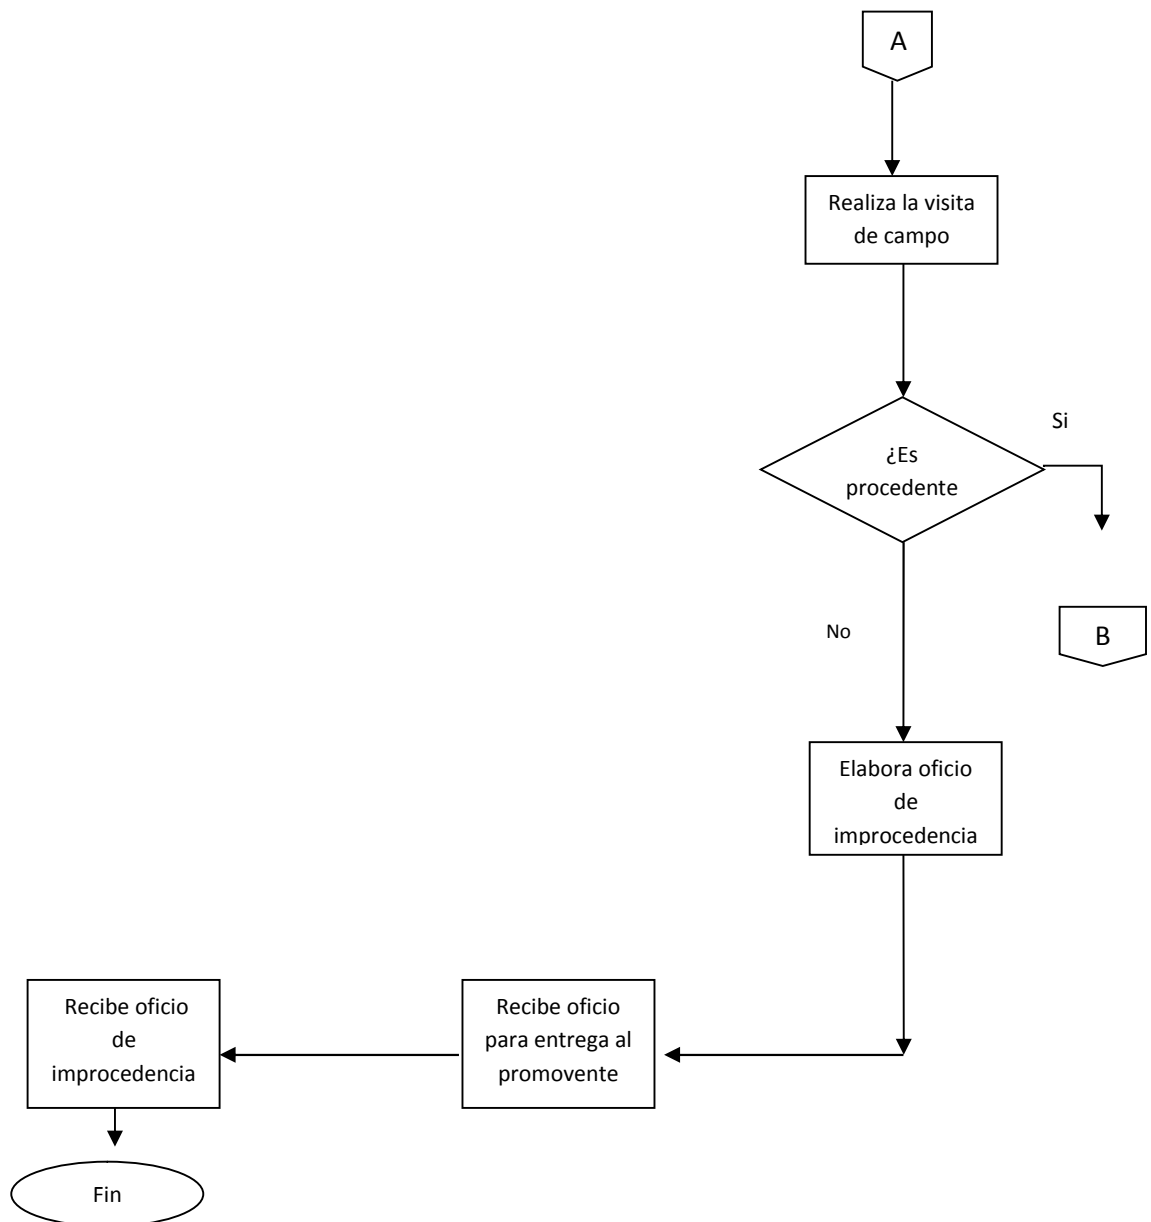 A
Realiza la visita
de campo
Si
¿Es
procedente
No
B
Elabora oficio
de
improcedencia
Recibe oficio
de
improcedencia
Recibe oficio
para entrega al
promovente
Fin